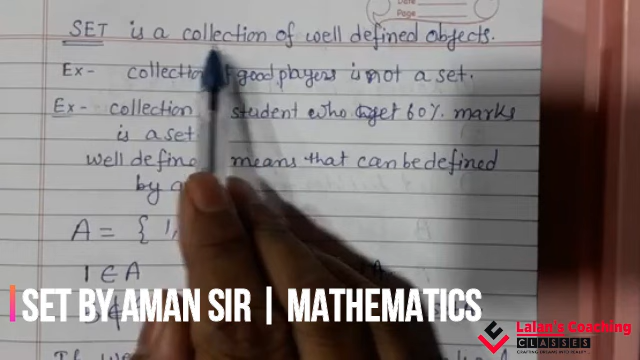 Date
Page
SET is a collection of well defined objects.
Ex- collection good players is not a set.
Ex- collection student who get 60% marks
is a set.
well define means that can be defined
by
A = { 1,
1 ∈ A
A
SET BY AMAN SIR | MATHEMATICS
Lalan's Coaching
CLASSES